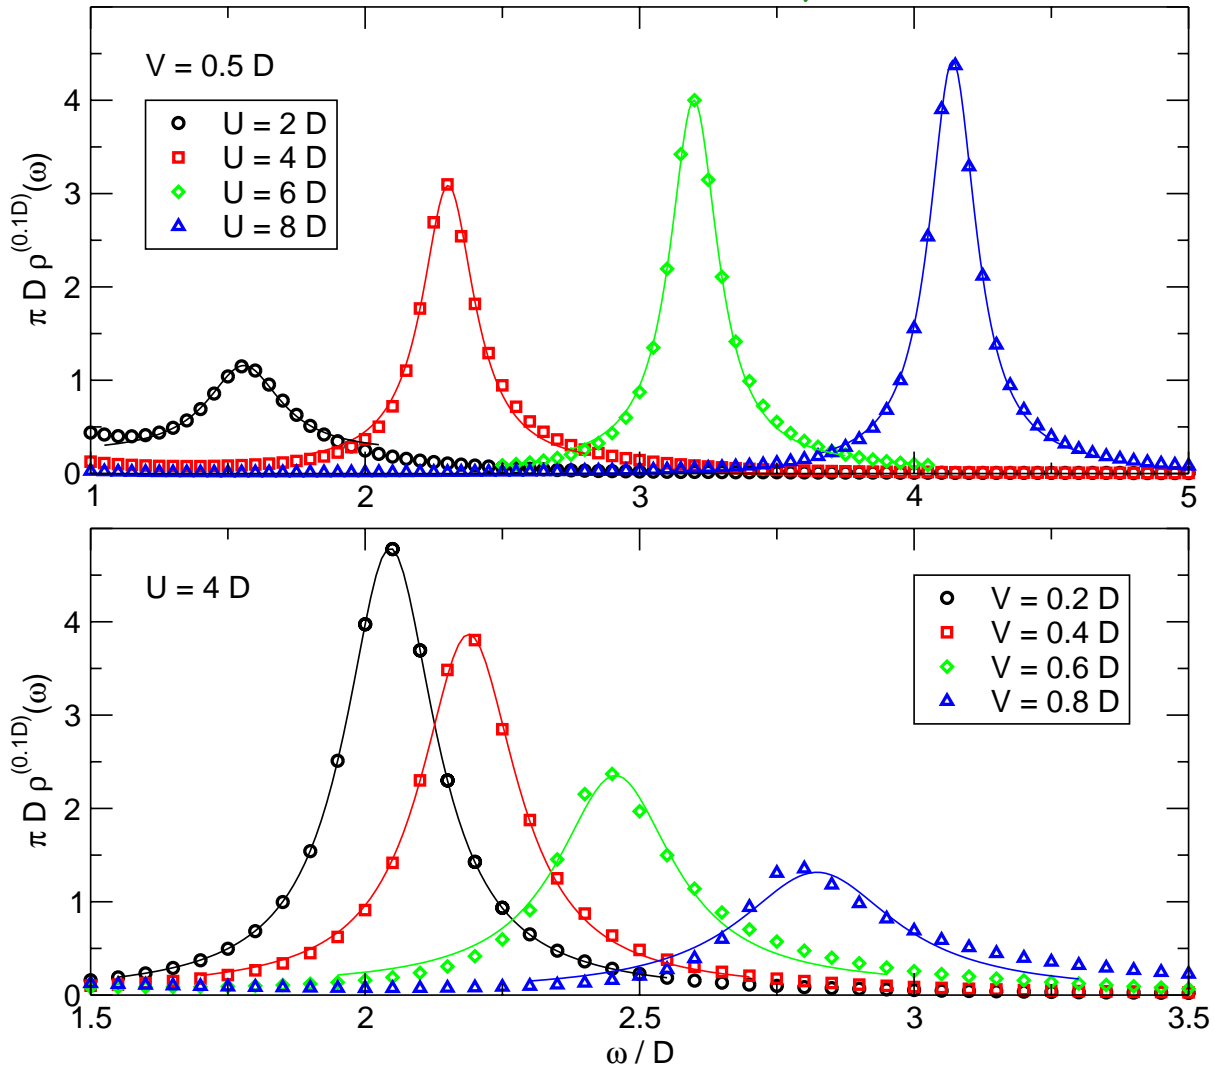 π D ρ^(0.1D)(ω)
V = 0.5 D
U = 2 D
U = 4 D
U = 6 D
U = 8 D
4
3
2
1
0
1 2 3 4 5
π D ρ^(0.1D)(ω)
U = 4 D
V = 0.2 D
V = 0.4 D
V = 0.6 D
V = 0.8 D
4
3
2
1
0
1.5 2 2.5 3 3.5
ω / D